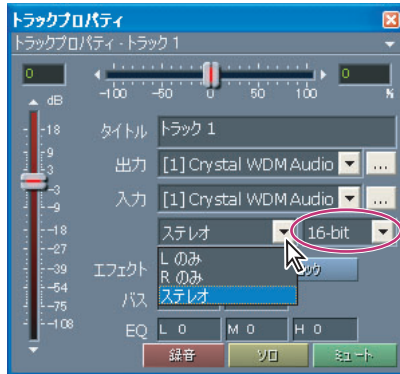 トラックプロパティ
トラックプロパティ - トラック 1
0
0
-100 -50 0 50 100 %
dB
-18
-9
-3
-3
-9
-18
-27
-39
-54
-75
-108
タイトル トラック 1
出力 [1] Crystal WDM Audio ...
入力 [1] Crystal WDM Audio ...
ステレオ 16-bit
L のみ
R のみ
ステレオ
エフェクト
バス
EQ L 0 M 0 H 0
録音 ソロ ミュート